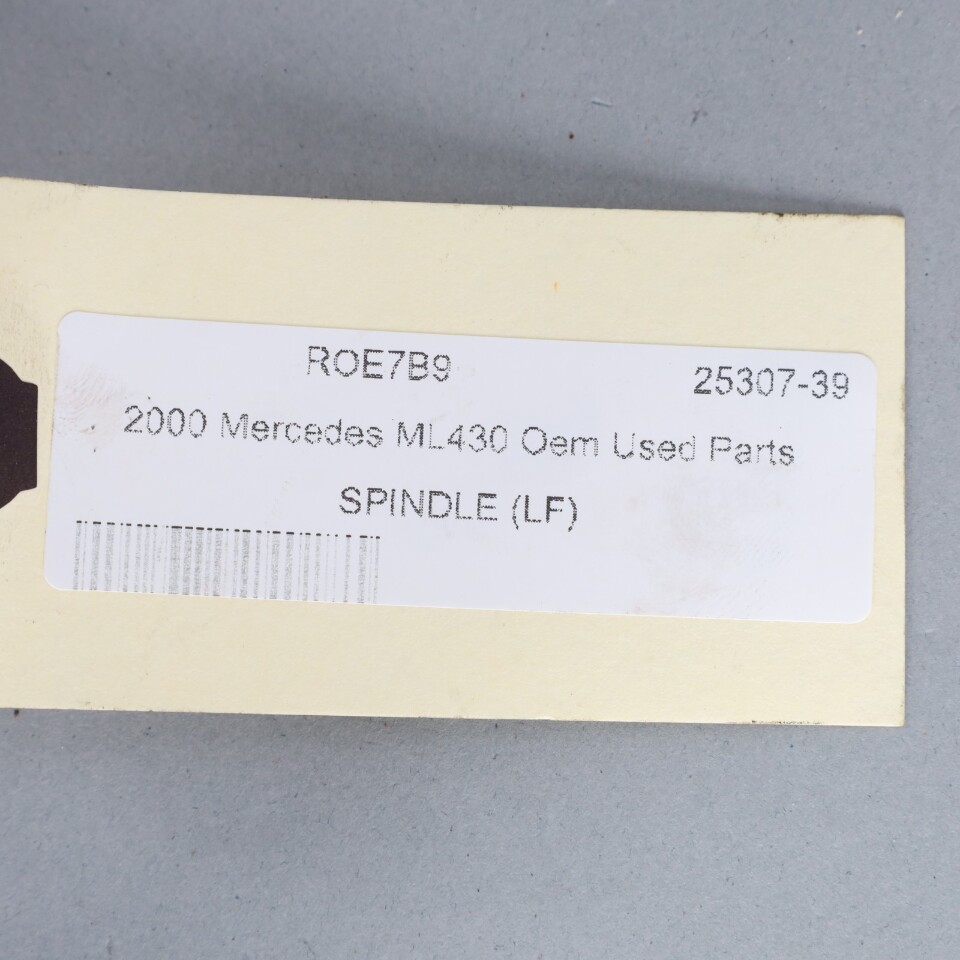 ROE7B9 25307-39
2000 Mercedes ML430 Oem Used Parts
SPINDLE (LF)